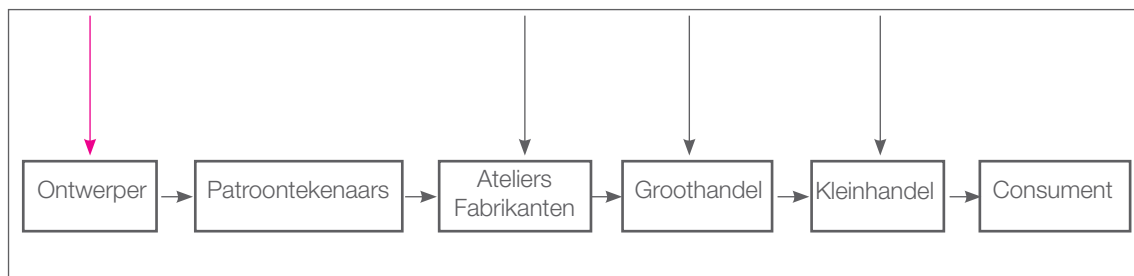 Ontwerper
Patroontekenaars
Ateliers
Fabrikanten
Groothandel
Kleinhandel
Consument